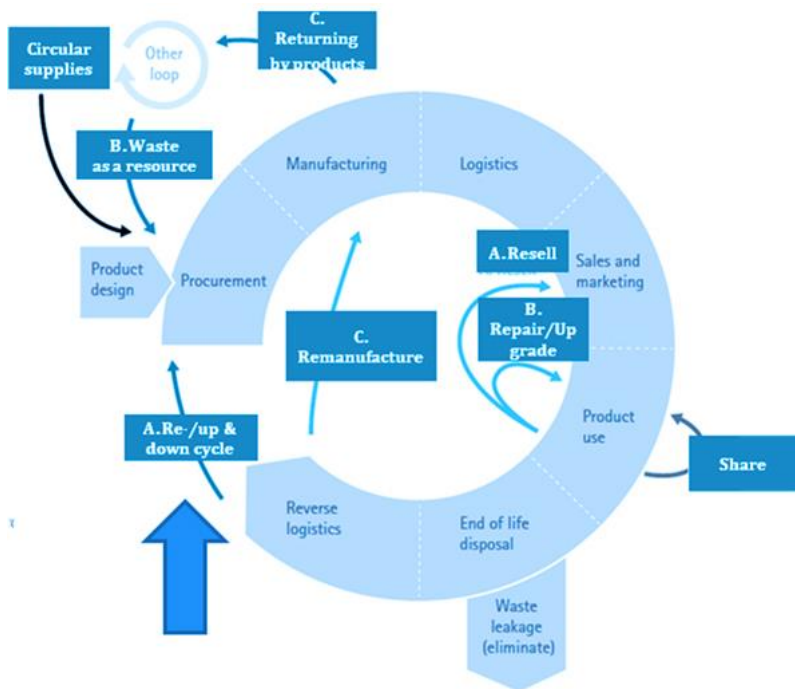 C.
Returning
by products
Circular
supplies
Other
loop
B.Waste
as a resource
Manufacturing
Logistics
A.Resell
Product
design
Procurement
Sales and
marketing
B.
Repair/Up
grade
C.
Remanufacture
A.Re-/up &
down cycle
Product
use
Share
Reverse
logistics
End of life
disposal
Waste
leakage
(eliminate)